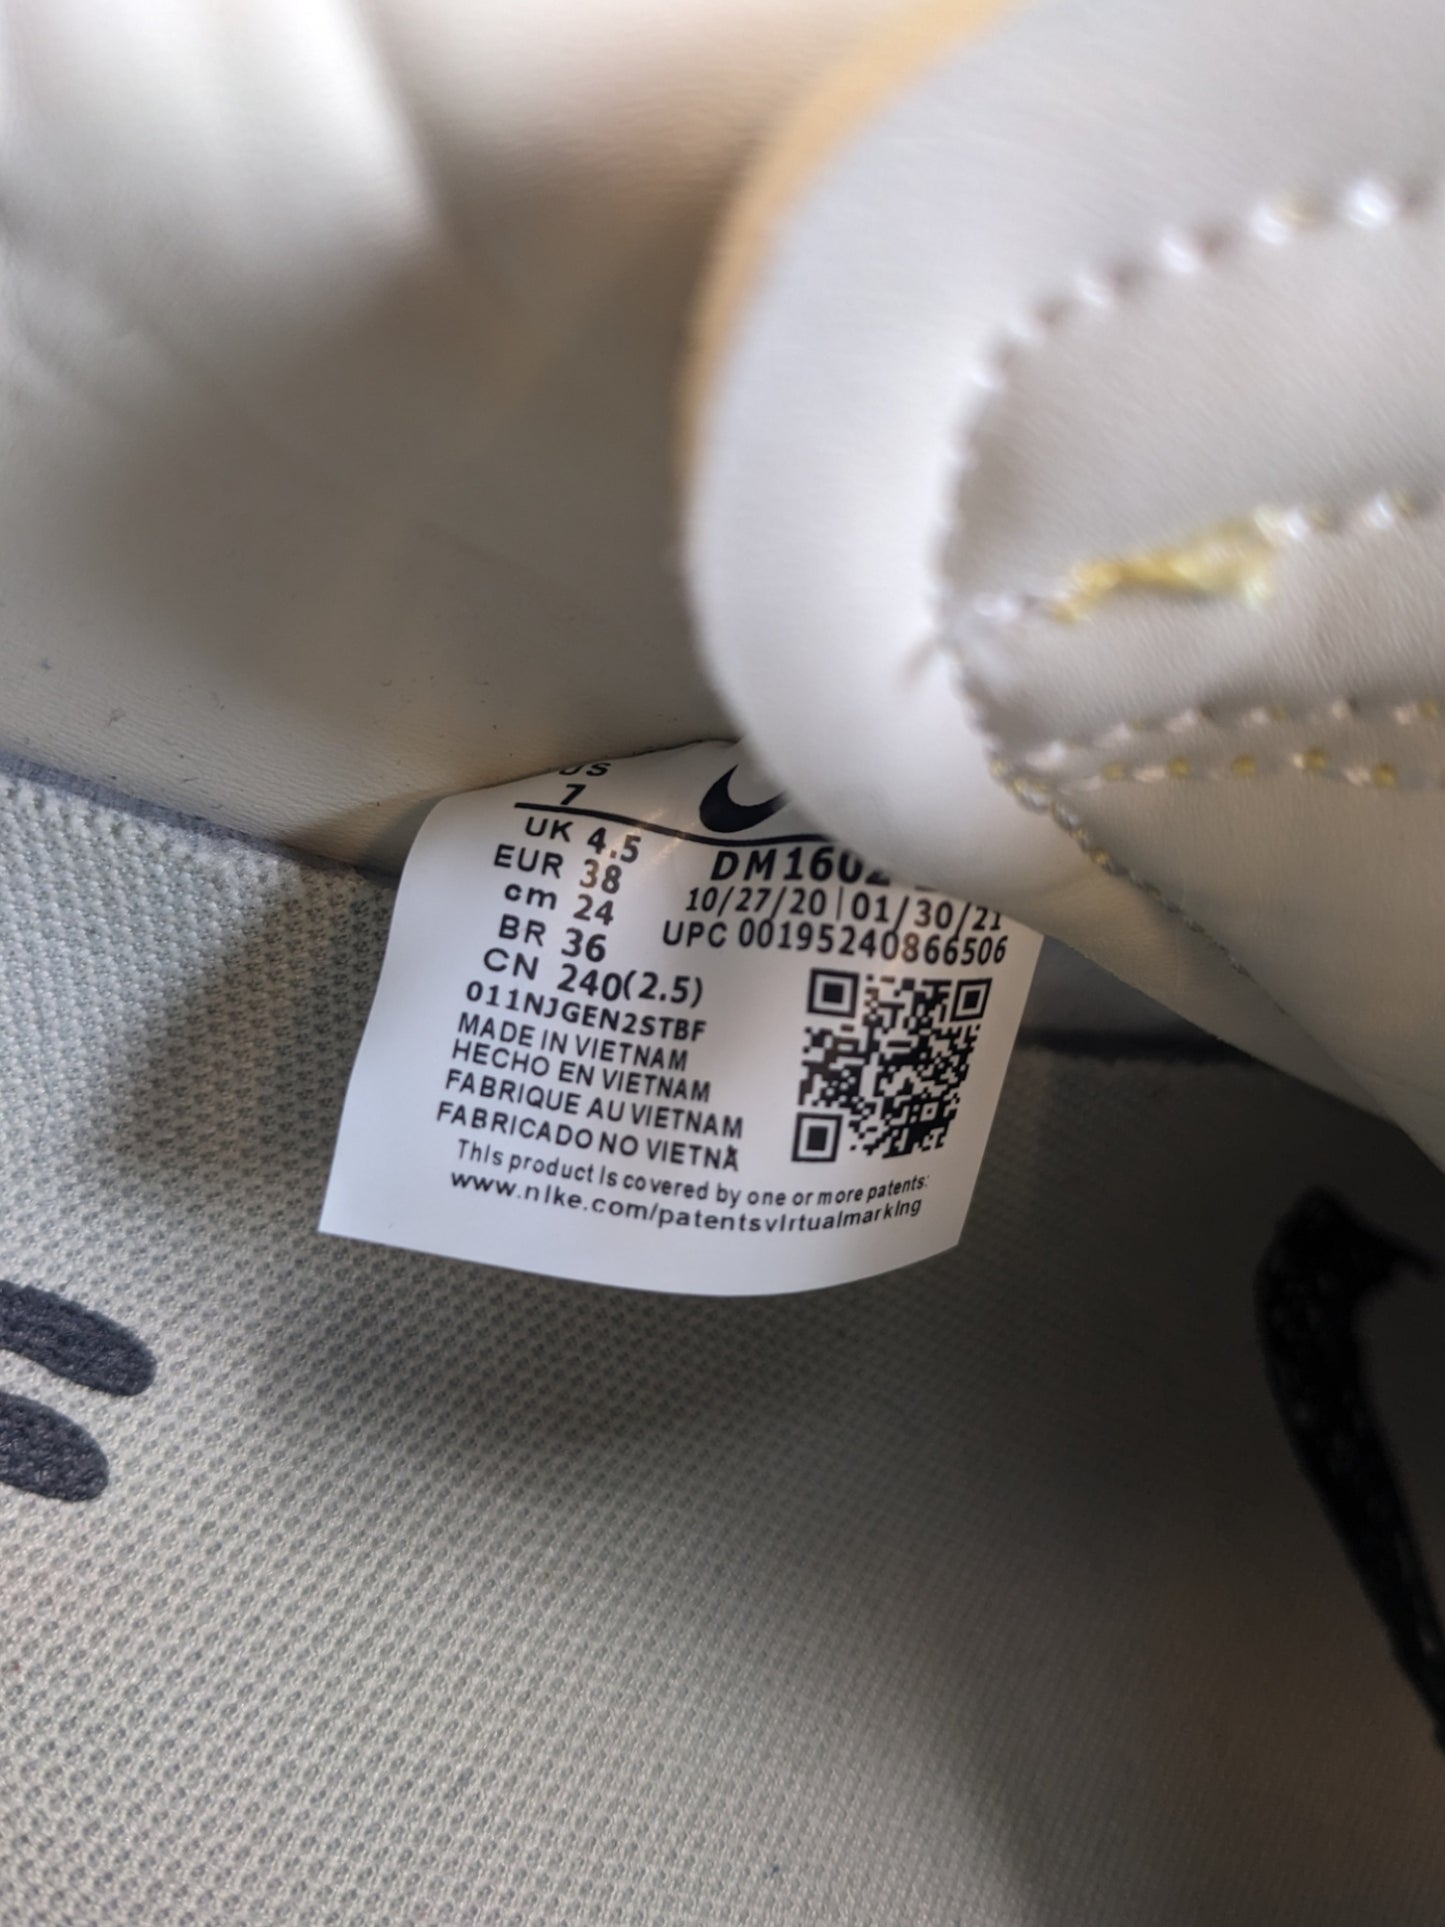 US
7
UK 4.5
EUR 38
cm 24
BR 36
CN 240(2.5)
DM1602
10/27/20 | 01/30/21
UPC 00195240866506
011NJGEN2STBF
MADE IN VIETNAM
HECHO EN VIETNAM
FABRIQUE AU VIETNAM
FABRICADO NO VIETNÃ
This product is covered by one or more patents:
www.nike.com/patentsvirtualmarking